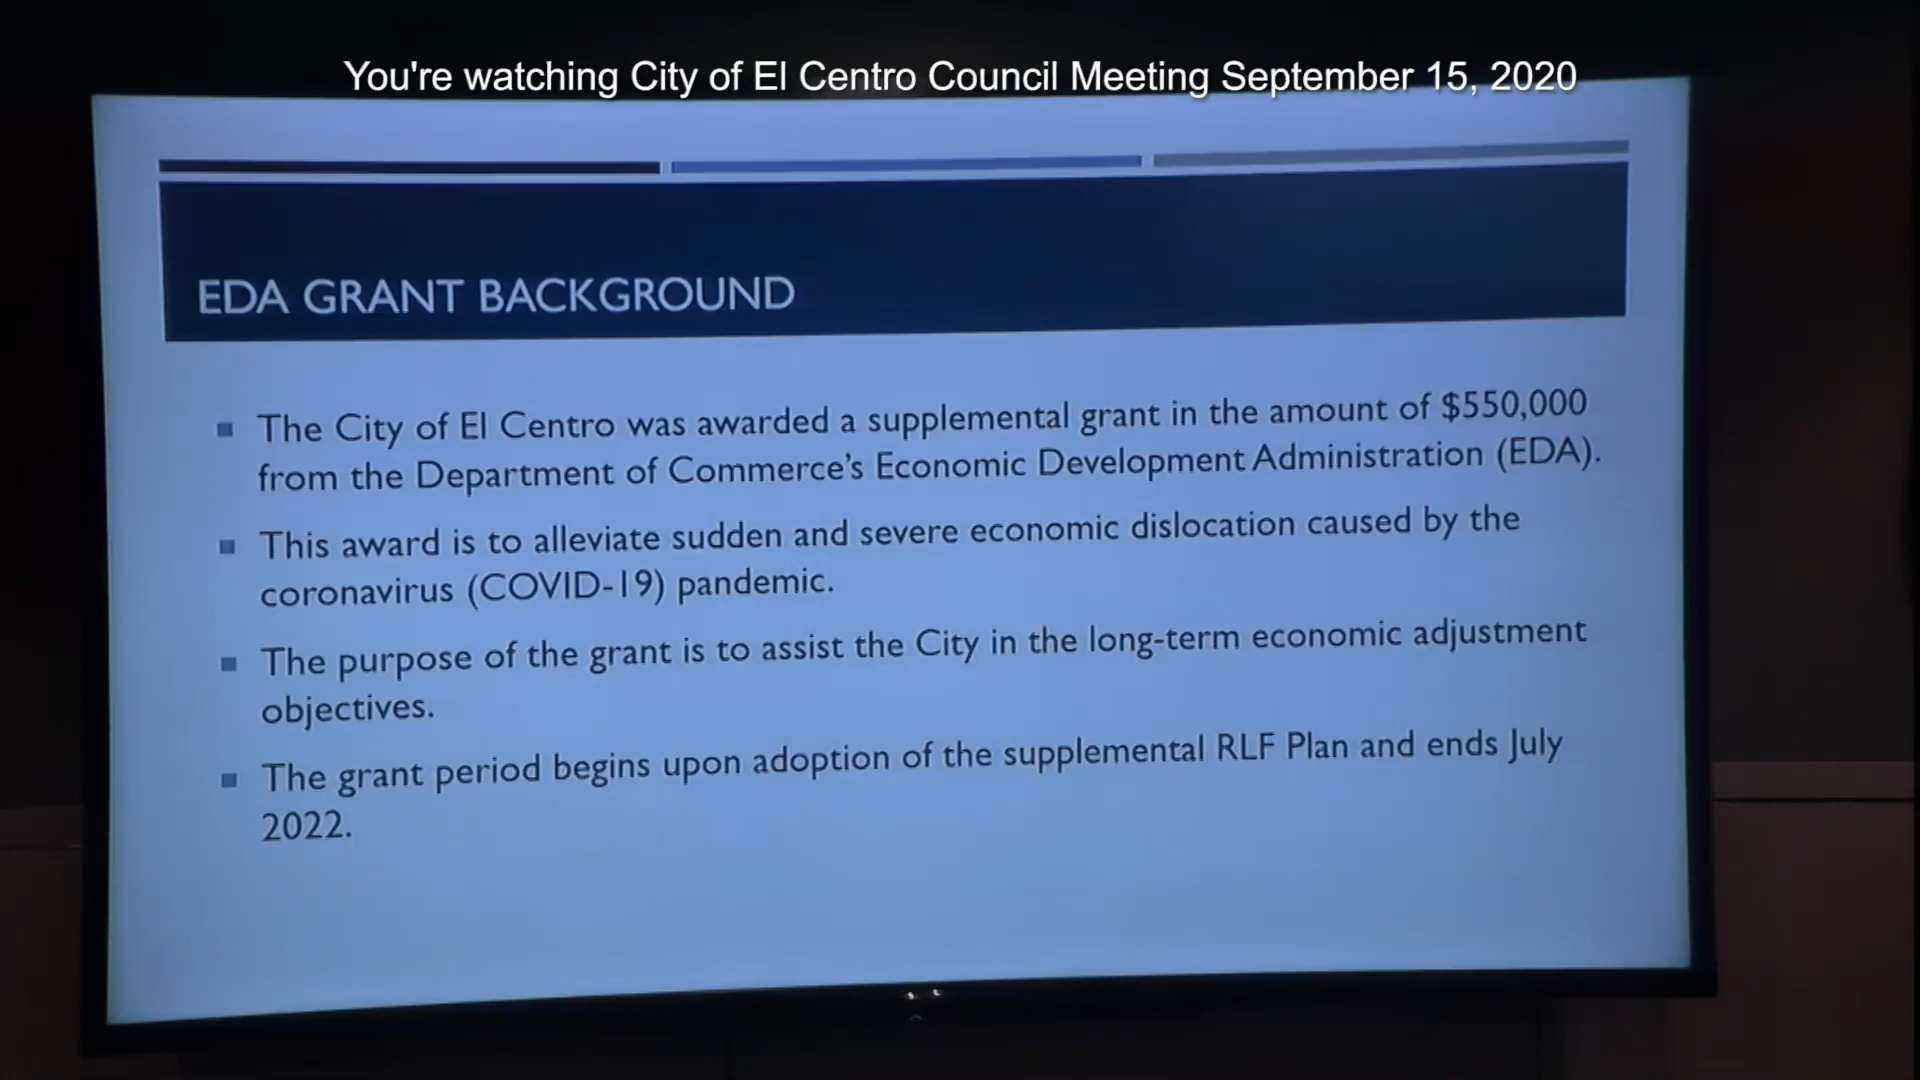 You're watching City of El Centro Council Meeting September 15, 2020
EDA GRANT BACKGROUND
The City of El Centro was awarded a supplemental grant in the amount of $550,000
from the Department of Commerce's Economic Development Administration (EDA).
This award is to alleviate sudden and severe economic dislocation caused by the
coronavirus (COVID-19) pandemic.
The purpose of the grant is to assist the City in the long-term economic adjustment
objectives.
The grant period begins upon adoption of the supplemental RLF Plan and ends July
2022.